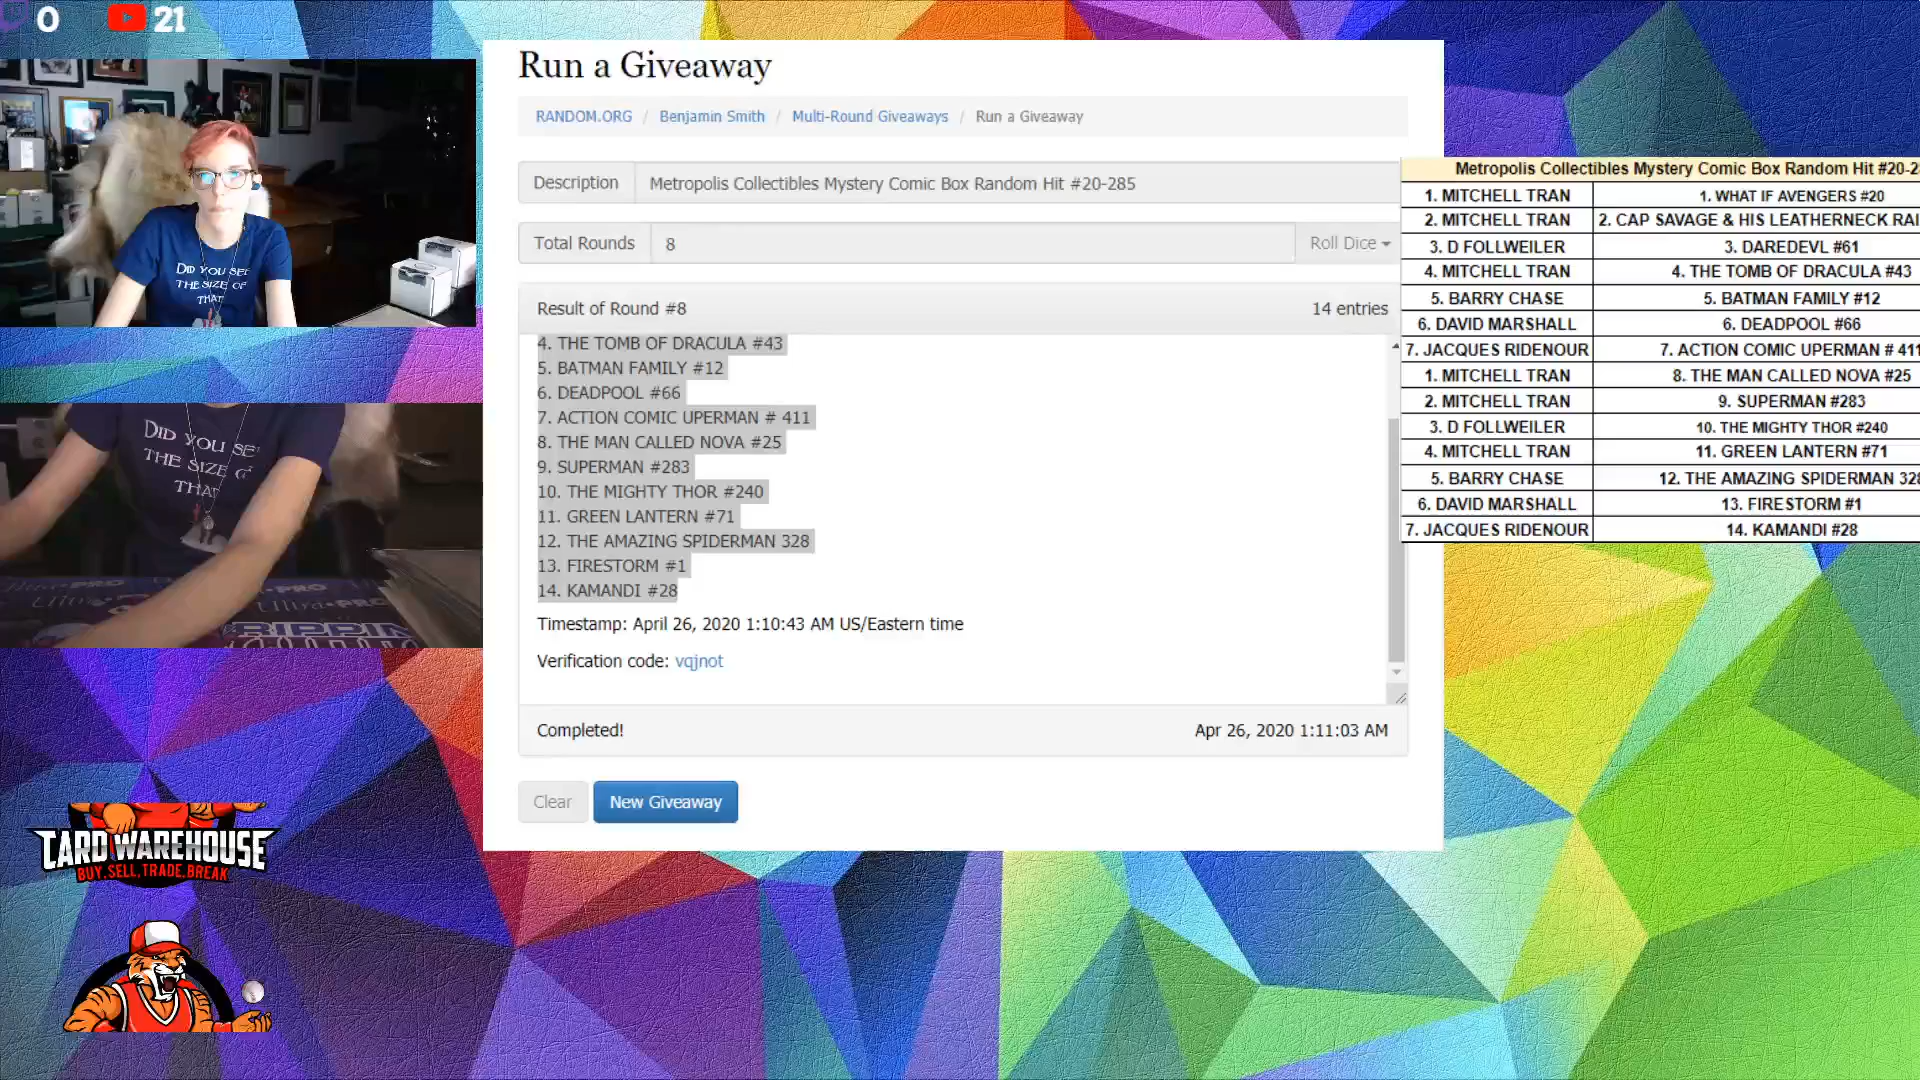 0
21
Run a Giveaway
RANDOM.ORG / Benjamin Smith / Multi-Round Giveaways / Run a Giveaway
Description Metropolis Collectibles Mystery Comic Box Random Hit #20-285
Total Rounds 8 Roll Dice
Result of Round #8 14 entries
4. THE TOMB OF DRACULA #43
5. BATMAN FAMILY #12
6. DEADPOOL #66
7. ACTION COMIC UPERMAN # 411
8. THE MAN CALLED NOVA #25
9. SUPERMAN #283
10. THE MIGHTY THOR #240
11. GREEN LANTERN #71
12. THE AMAZING SPIDERMAN 328
13. FIRESTORM #1
14. KAMANDI #28
Timestamp: April 26, 2020 1:10:43 AM US/Eastern time
Verification code: vqjnot
Completed! Apr 26, 2020 1:11:03 AM
Clear New Giveaway
Metropolis Collectibles Mystery Comic Box Random Hit #20-2
1. MITCHELL TRAN 1. WHAT IF AVENGERS #20
2. MITCHELL TRAN 2. CAP SAVAGE & HIS LEATHERNECK RAI
3. D FOLLWEILER 3. DAREDEVL #61
4. MITCHELL TRAN 4. THE TOMB OF DRACULA #43
5. BARRY CHASE 5. BATMAN FAMILY #12
6. DAVID MARSHALL 6. DEADPOOL #66
7. JACQUES RIDENOUR 7. ACTION COMIC UPERMAN # 411
1. MITCHELL TRAN 8. THE MAN CALLED NOVA #25
2. MITCHELL TRAN 9. SUPERMAN #283
3. D FOLLWEILER 10. THE MIGHTY THOR #240
4. MITCHELL TRAN 11. GREEN LANTERN #71
5. BARRY CHASE 12. THE AMAZING SPIDERMAN 328
6. DAVID MARSHALL 13. FIRESTORM #1
7. JACQUES RIDENOUR 14. KAMANDI #28
DID YOU SEE
THE SIZE OF
THAT
DID YOU SE
THE SIZE OF
THAT
Ultra PRO
RIPPIN
CARD WAREHOUSE
BUY, SELL, TRADE, BREAK